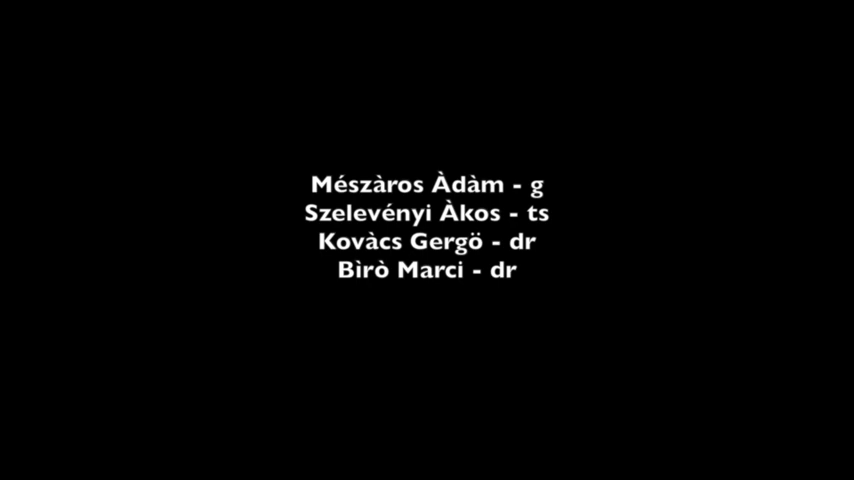 Mészàros Àdàm - g
Szelevényi Àkos - ts
Kovàcs Gergö - dr
Bìrò Marci - dr